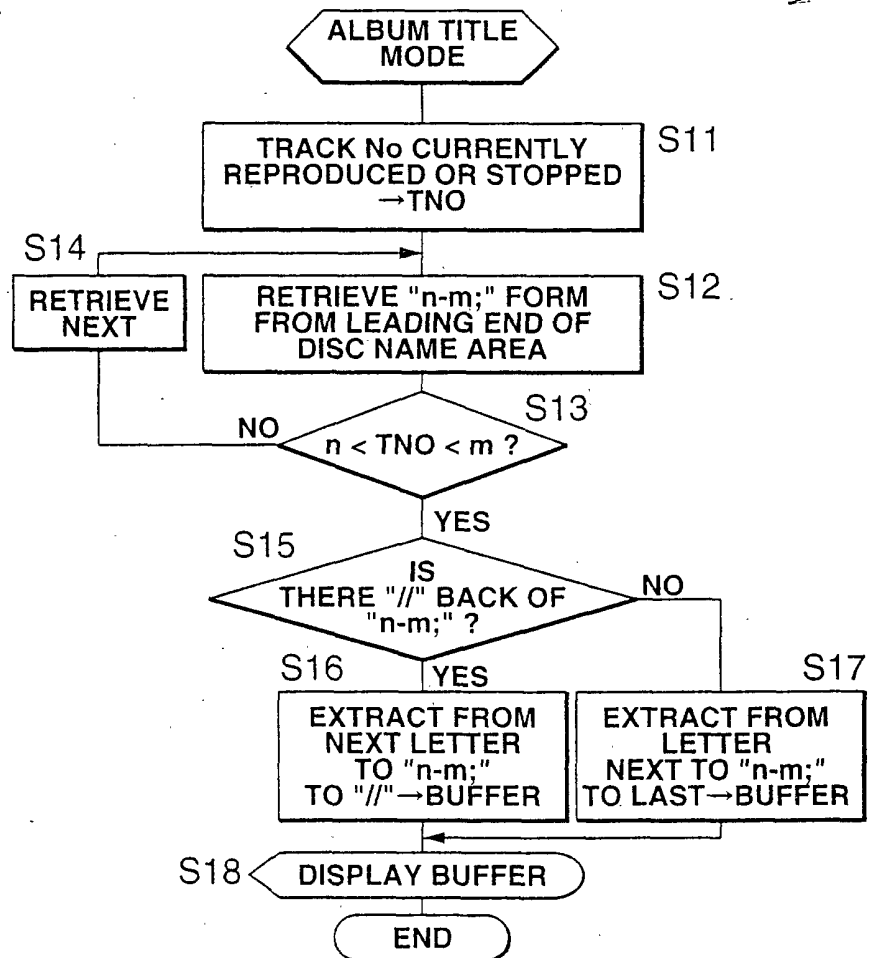 ALBUM TITLE
MODE
S11
TRACK No CURRENTLY
REPRODUCED OR STOPPED
→TNO
S14
RETRIEVE
NEXT
S12
RETRIEVE "n-m;" FORM
FROM LEADING END OF
DISC NAME AREA
S13
NO
n < TNO < m ?
YES
S15
IS
THERE "//" BACK OF
"n-m;" ?
NO
S16
YES
S17
EXTRACT FROM
NEXT LETTER
TO "n-m;"
TO "//"→BUFFER
EXTRACT FROM
LETTER
NEXT TO "n-m;"
TO LAST→BUFFER
S18
DISPLAY BUFFER
END